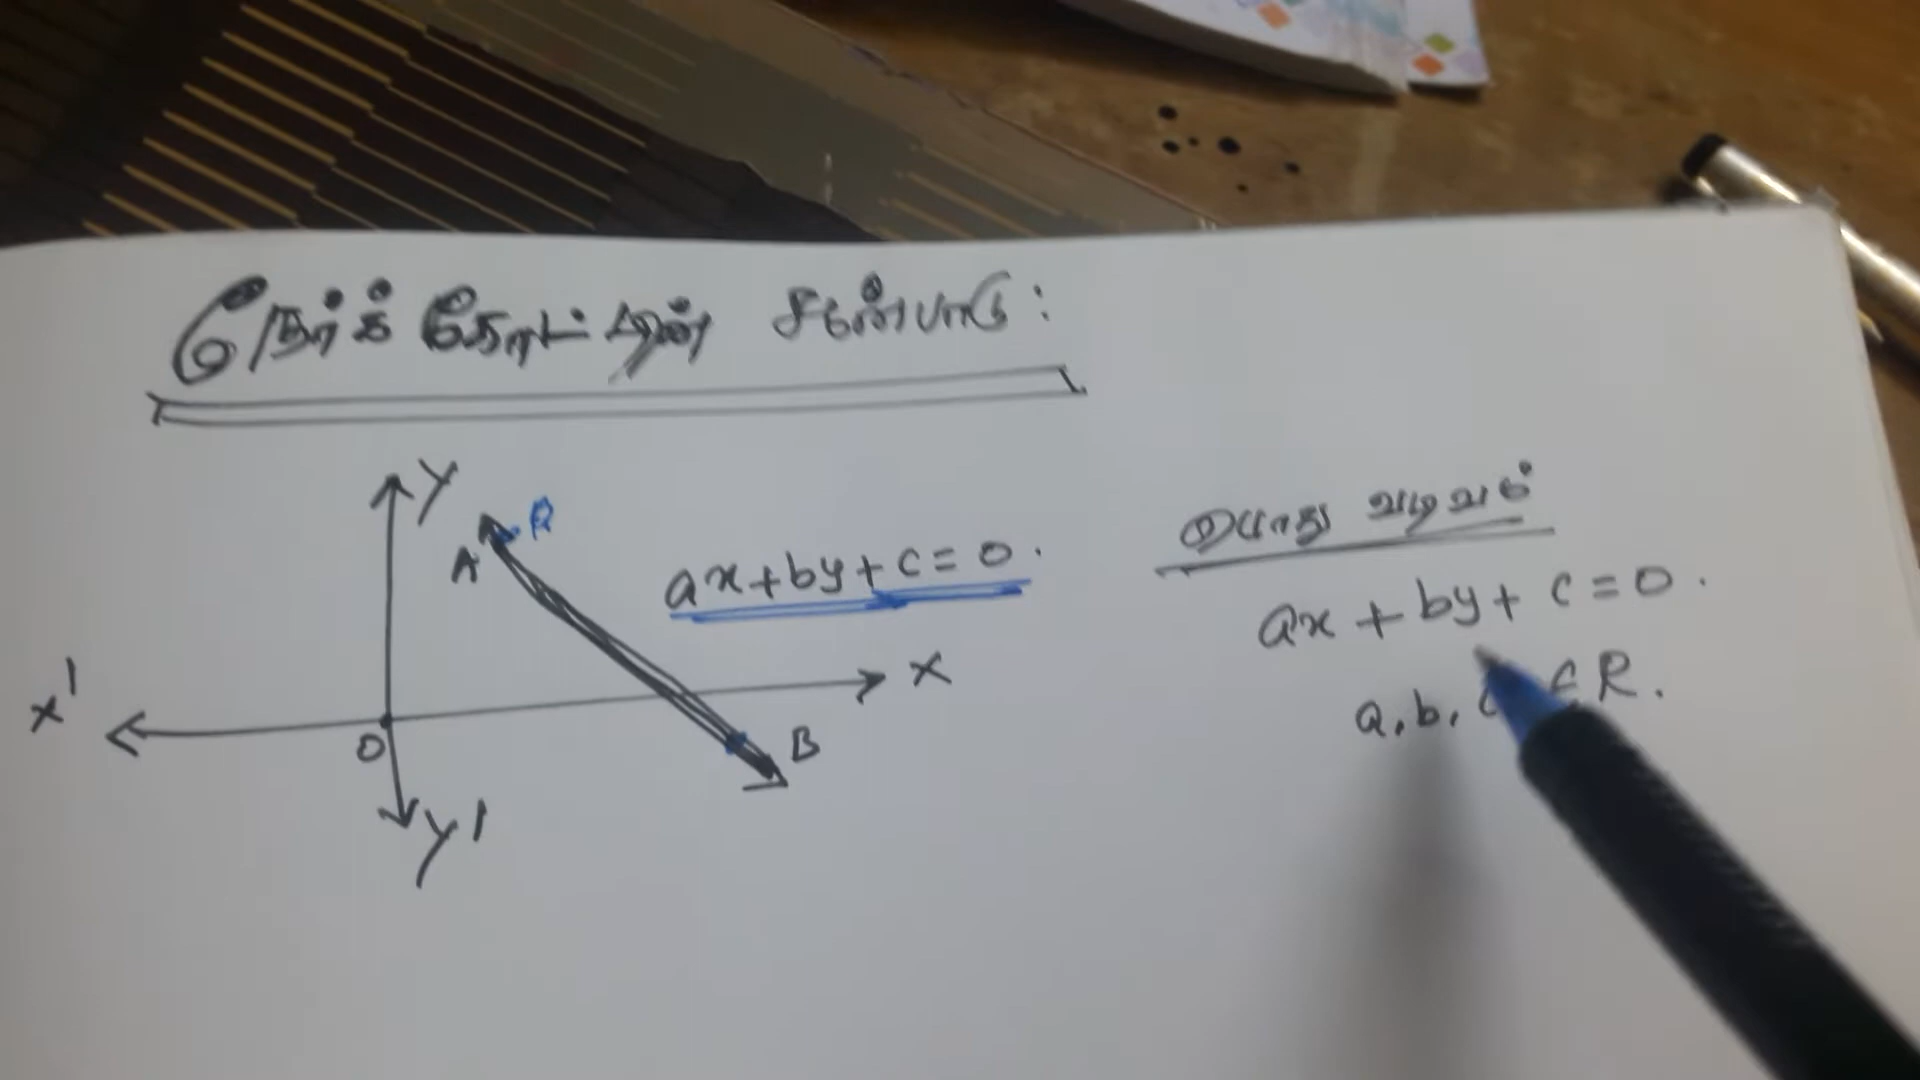 நேர்க் கோட்டின் சமன்பாடு:
y
A
R
ax+by+c=0.
x'
x
O
B
y'
பொது வடிவம்
ax + by + c = 0.
a, b, c ∈ R.